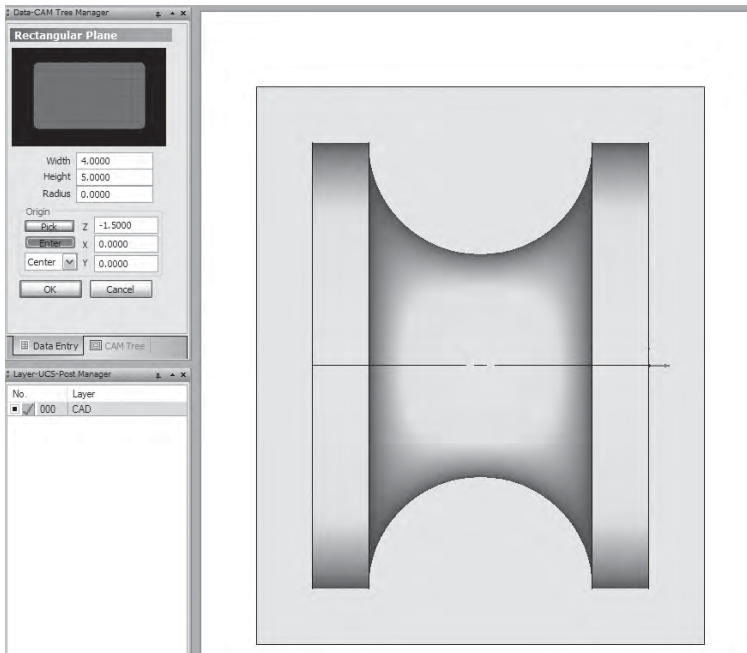 Data-CAM Tree Manager
Rectangular Plane
Width 4.0000
Height 5.0000
Radius 0.0000
Origin
Pick Z -1.5000
Enter X 0.0000
Center Y 0.0000
OK Cancel
Data Entry CAM Tree
Layer-UCS-Post Manager
No. Layer
000 CAD